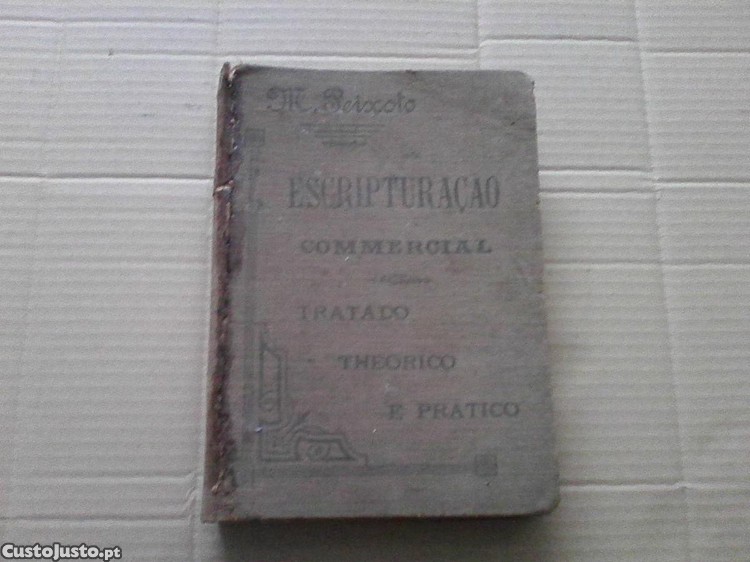 M. Peixoto
ESCRIPTURAÇÃO
COMMERCIAL
TRATADO
THEORICO
E PRATICO
CustoJusto.pt